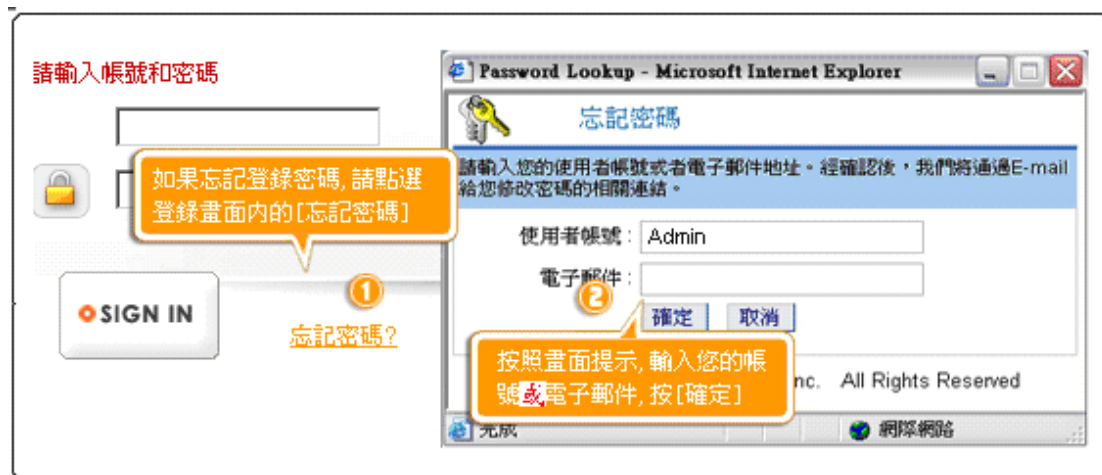 請輸入帳號和密碼
如果忘記登錄密碼, 請點選
登錄畫面內的[忘記密碼]
SIGN IN
1
忘記密碼?
Password Lookup - Microsoft Internet Explorer
忘記密碼
請輸入您的使用者帳號或者電子郵件地址。經確認後，我們將通過E-mail
給您修改密碼的相關連結。
使用者帳號：Admin
電子郵件：
2
確定 取消
按照畫面提示, 輸入您的帳
號或電子郵件, 按[確定]
nc. All Rights Reserved
完成 網際網路